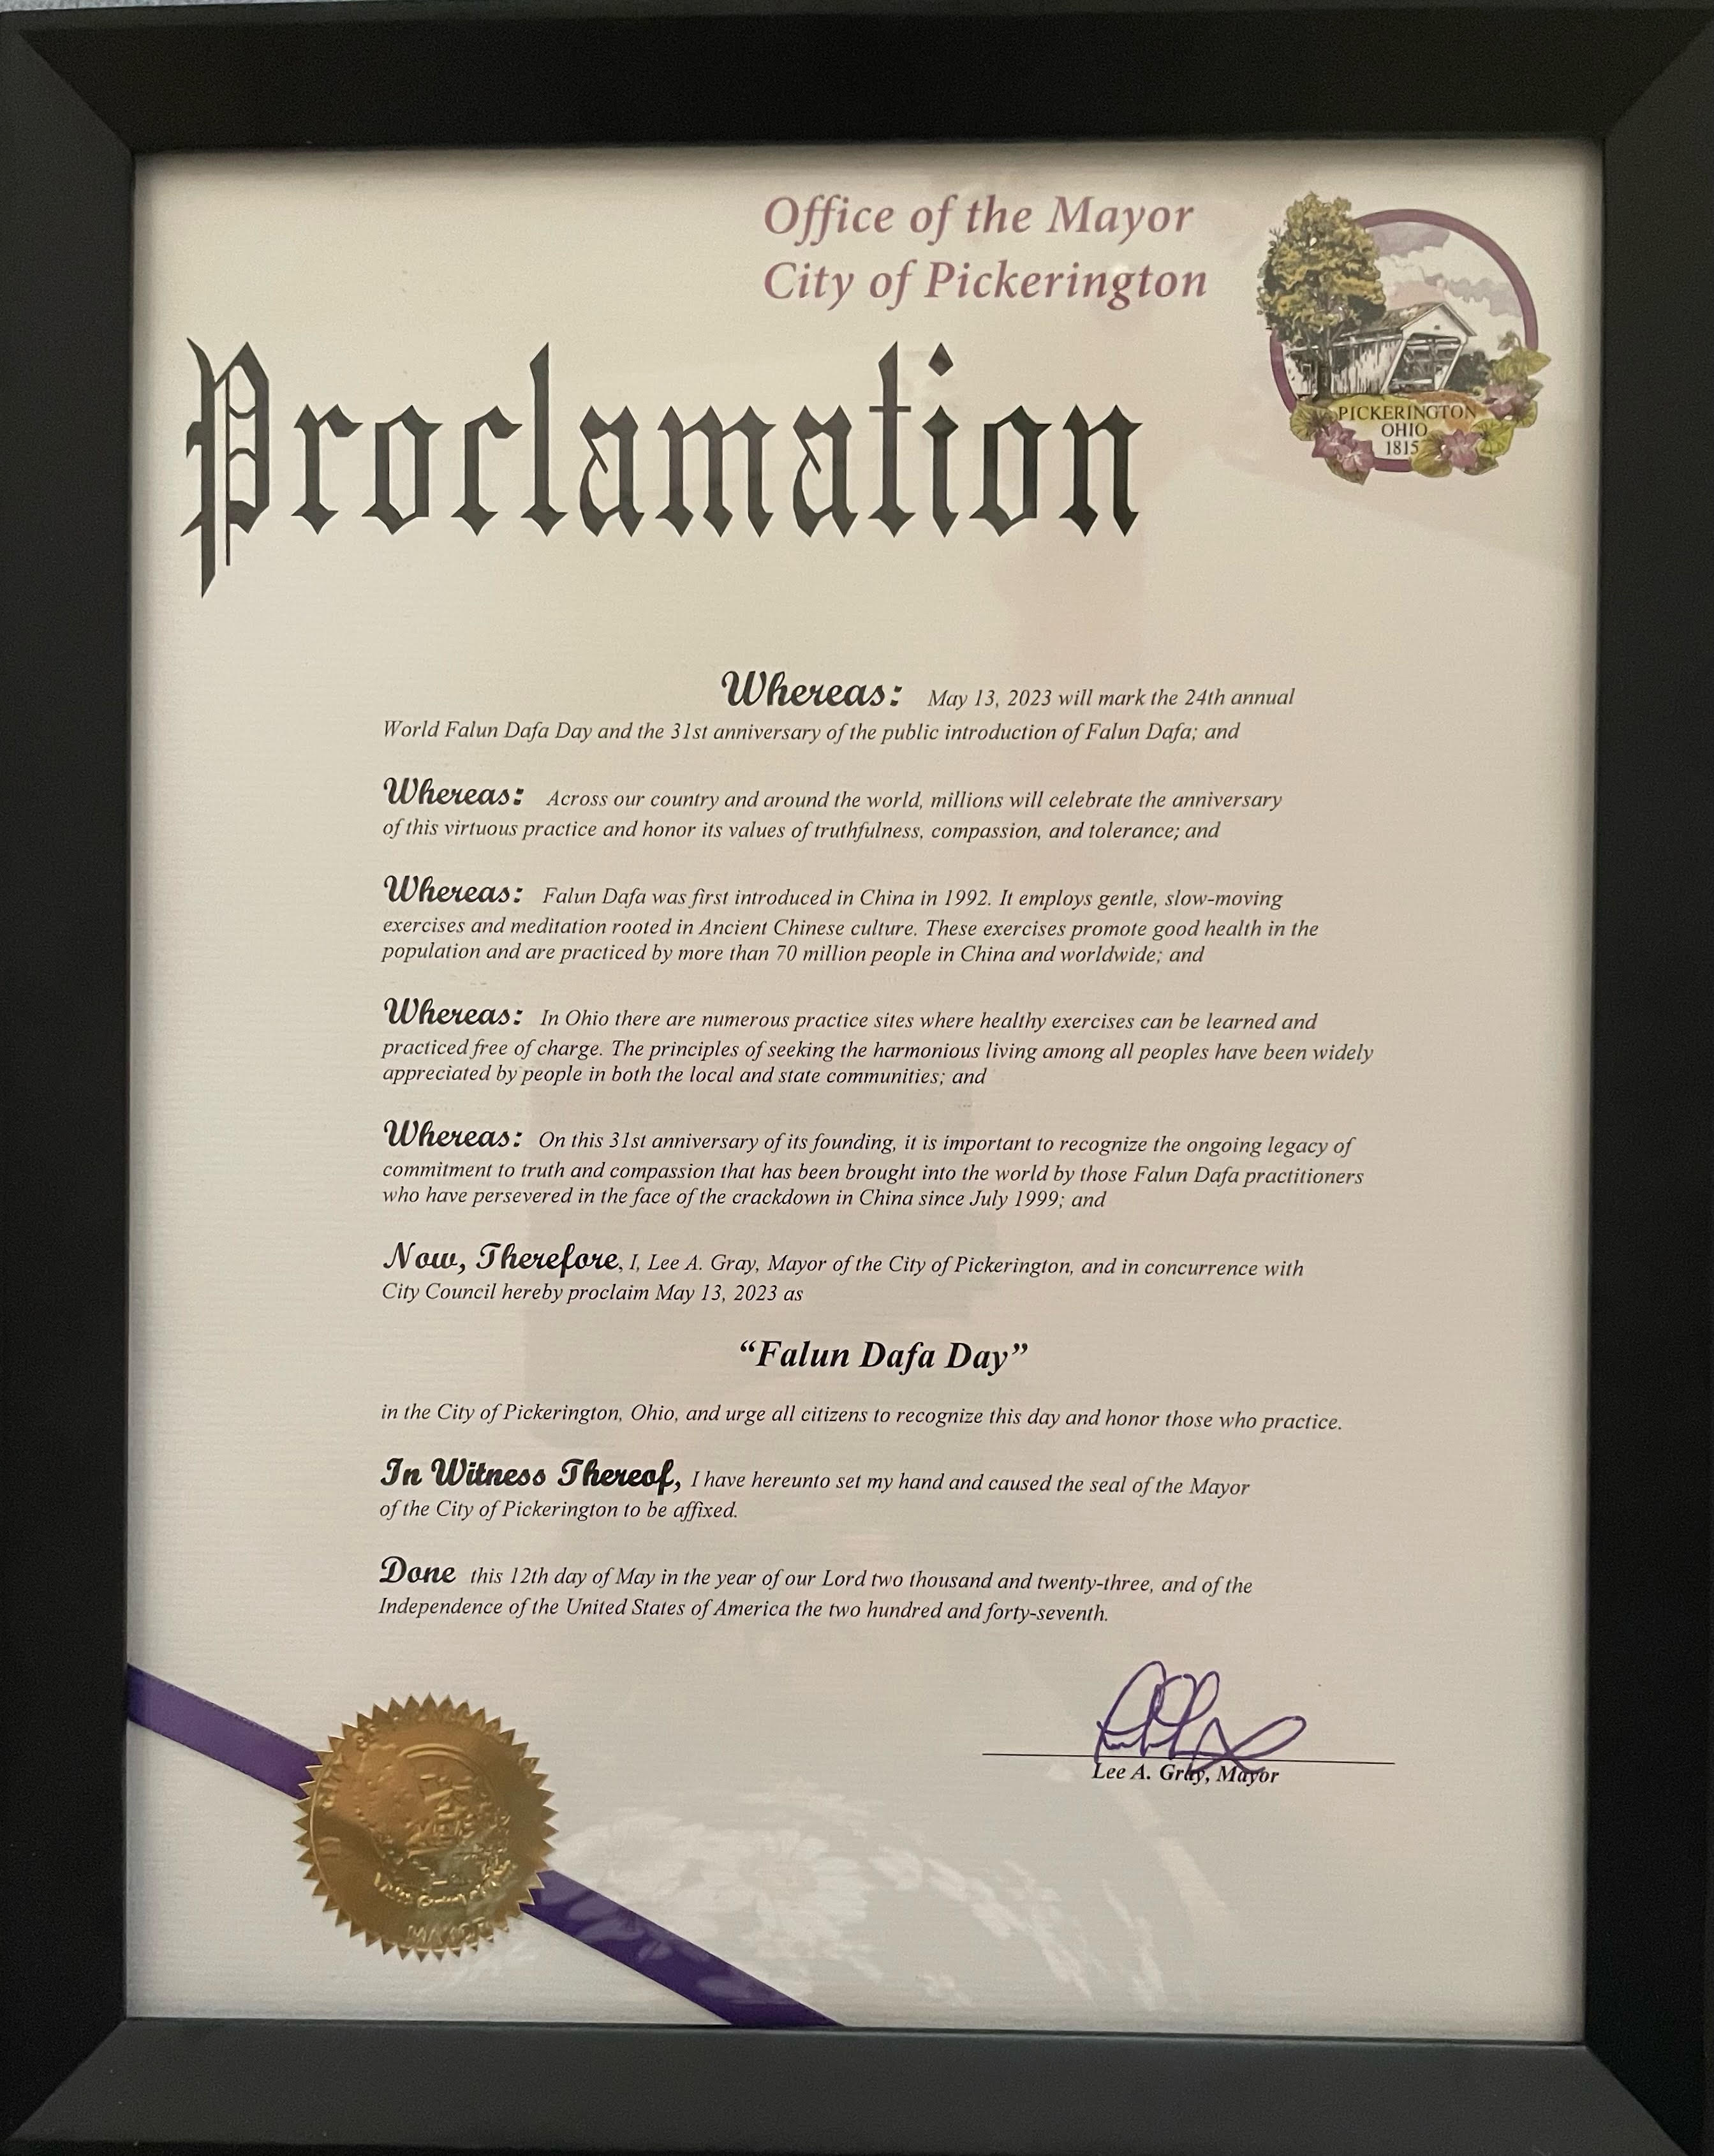 Office of the Mayor
City of Pickerington
PICKERINGTON
OHIO
1815
Proclamation
Whereas: May 13, 2023 will mark the 24th annual
World Falun Dafa Day and the 31st anniversary of the public introduction of Falun Dafa; and
Whereas: Across our country and around the world, millions will celebrate the anniversary
of this virtuous practice and honor its values of truthfulness, compassion, and tolerance; and
Whereas: Falun Dafa was first introduced in China in 1992. It employs gentle, slow-moving
exercises and meditation rooted in Ancient Chinese culture. These exercises promote good health in the
population and are practiced by more than 70 million people in China and worldwide; and
Whereas: In Ohio there are numerous practice sites where healthy exercises can be learned and
practiced free of charge. The principles of seeking the harmonious living among all peoples have been widely
appreciated by people in both the local and state communities; and
Whereas: On this 31st anniversary of its founding, it is important to recognize the ongoing legacy of
commitment to truth and compassion that has been brought into the world by those Falun Dafa practitioners
who have persevered in the face of the crackdown in China since July 1999; and
Now, Therefore, I, Lee A. Gray, Mayor of the City of Pickerington, and in concurrence with
City Council hereby proclaim May 13, 2023 as
“Falun Dafa Day”
in the City of Pickerington, Ohio, and urge all citizens to recognize this day and honor those who practice.
In Witness Thereof, I have hereunto set my hand and caused the seal of the Mayor
of the City of Pickerington to be affixed.
Done this 12th day of May in the year of our Lord two thousand and twenty-three, and of the
Independence of the United States of America the two hundred and forty-seventh.
Lee A. Gray, Mayor